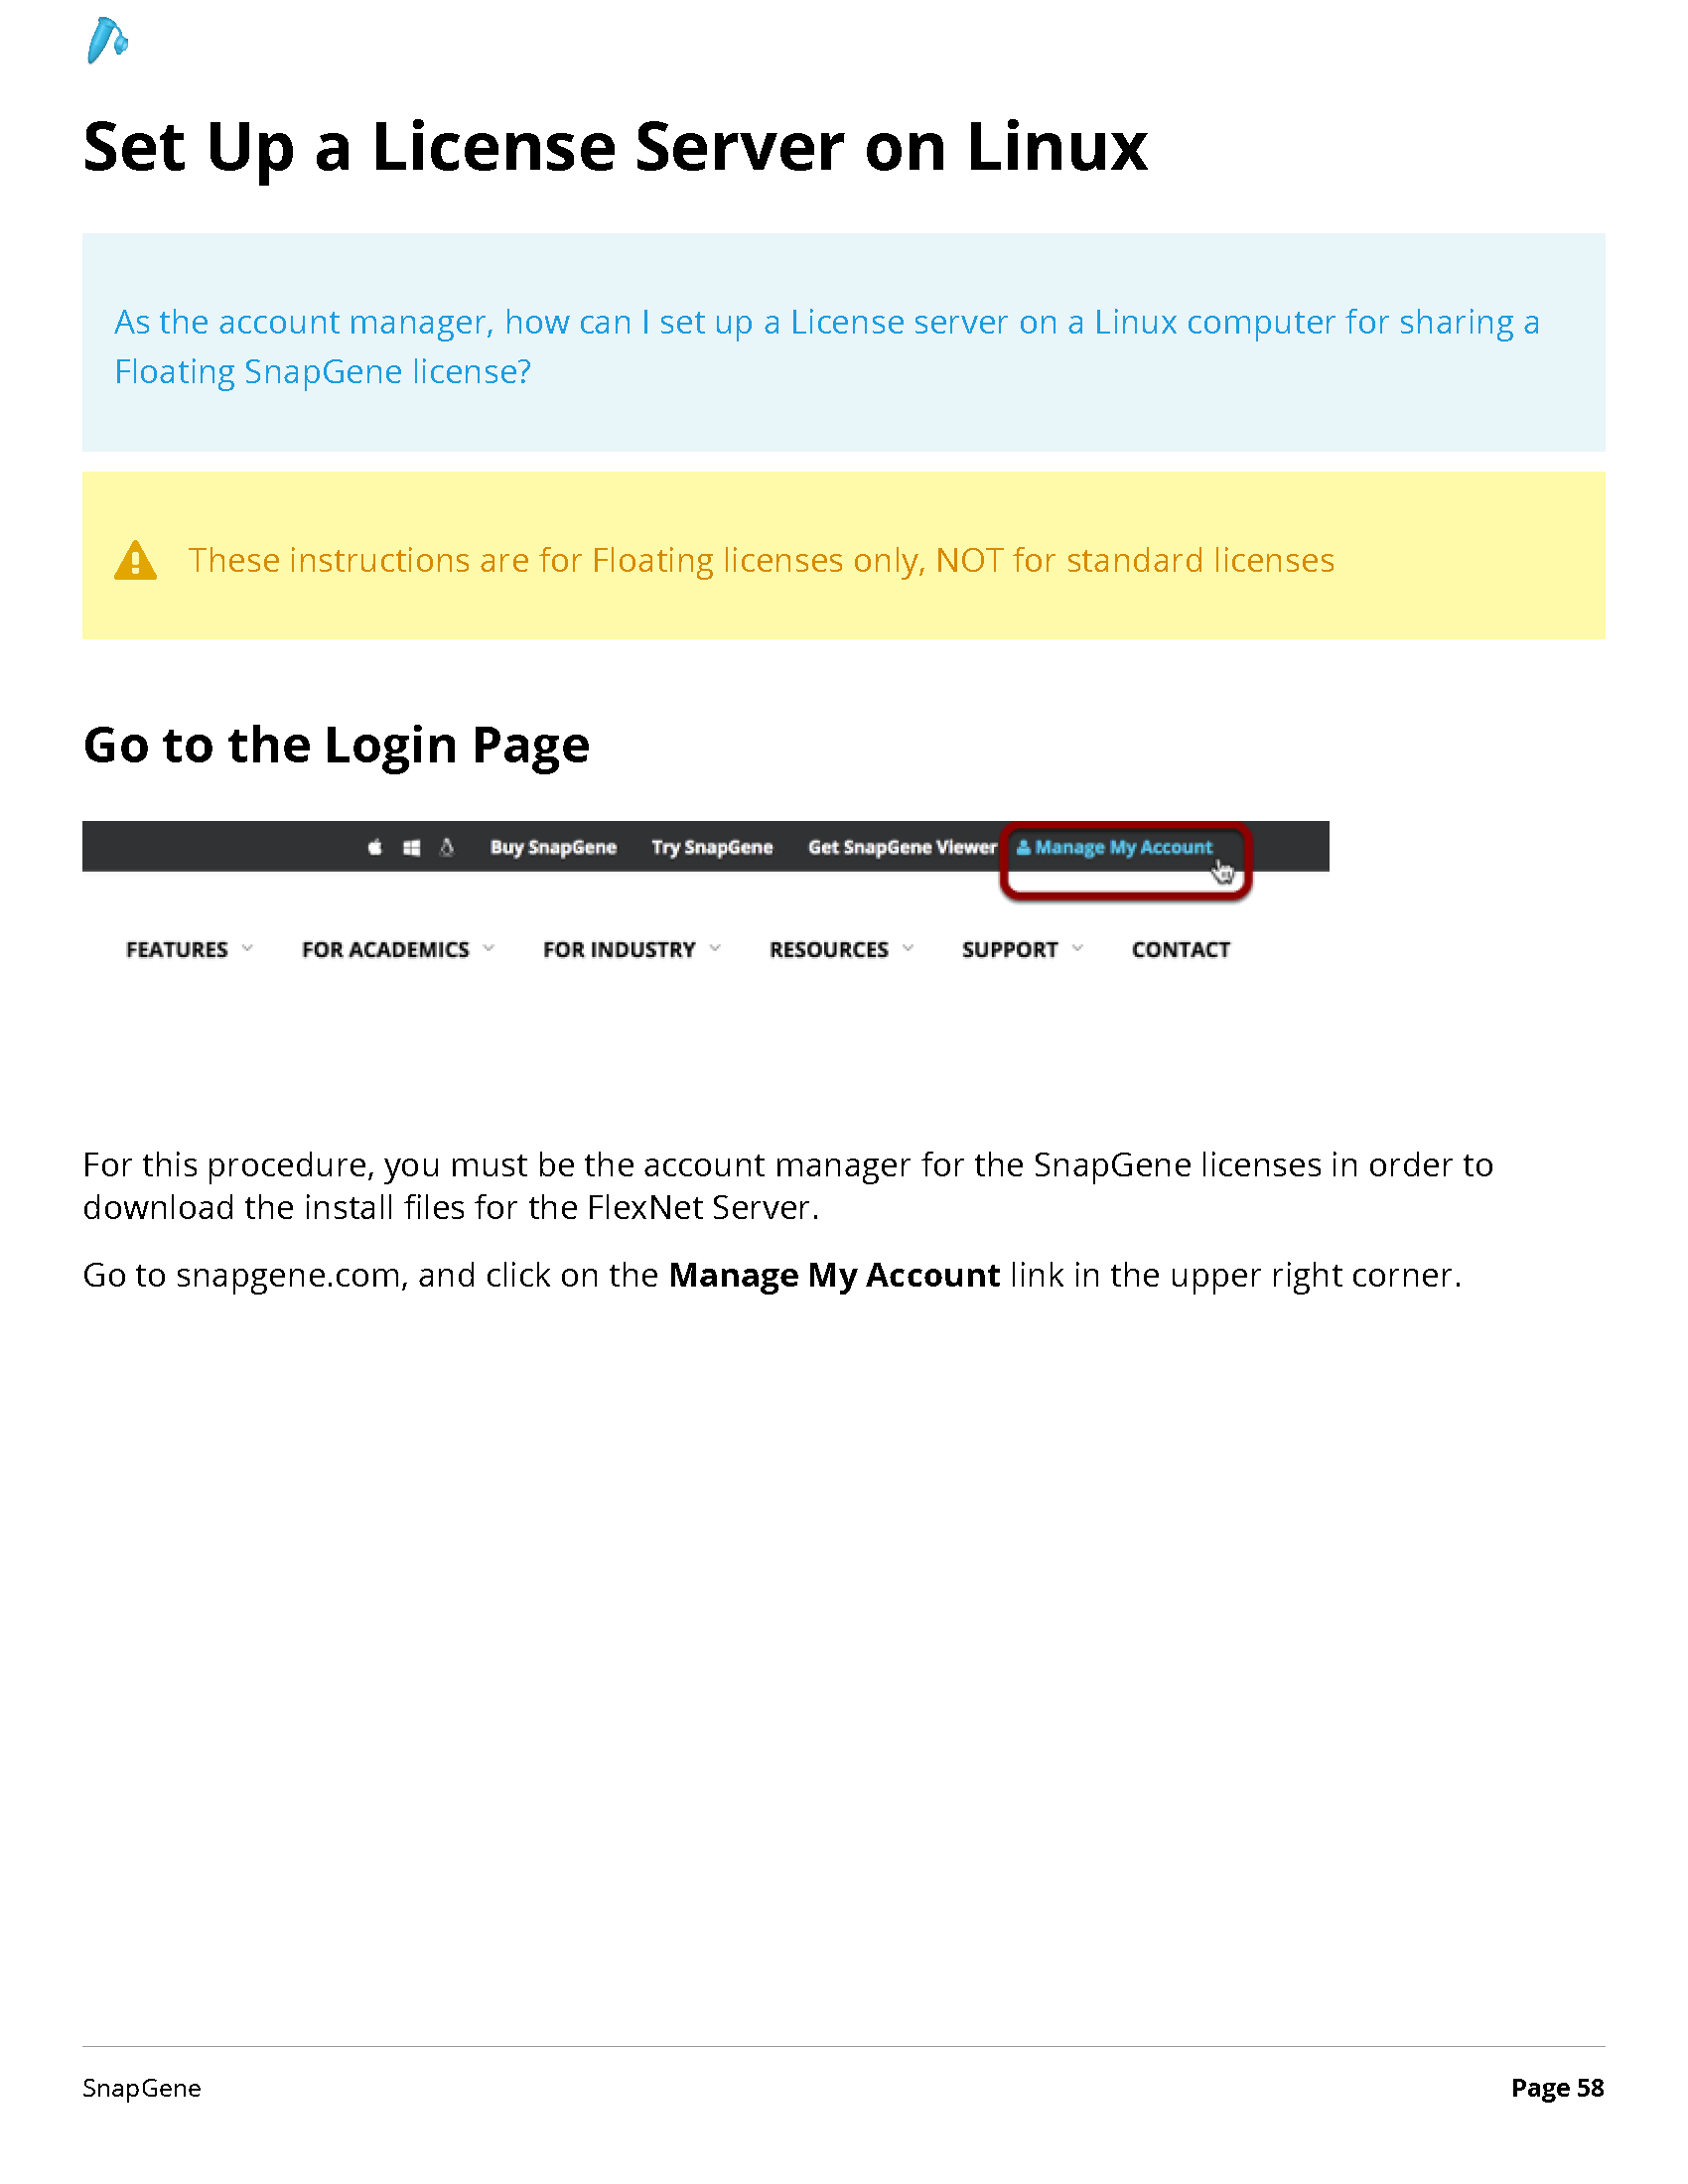 Set Up a License Server on Linux
As the account manager, how can I set up a License server on a Linux computer for sharing a
Floating SnapGene license?
These instructions are for Floating licenses only, NOT for standard licenses
Go to the Login Page
Buy SnapGene Try SnapGene Get SnapGene Viewer Manage My Account
FEATURES FOR ACADEMICS FOR INDUSTRY RESOURCES SUPPORT CONTACT
For this procedure, you must be the account manager for the SnapGene licenses in order to
download the install files for the FlexNet Server.
Go to snapgene.com, and click on the Manage My Account link in the upper right corner.
SnapGene Page 58